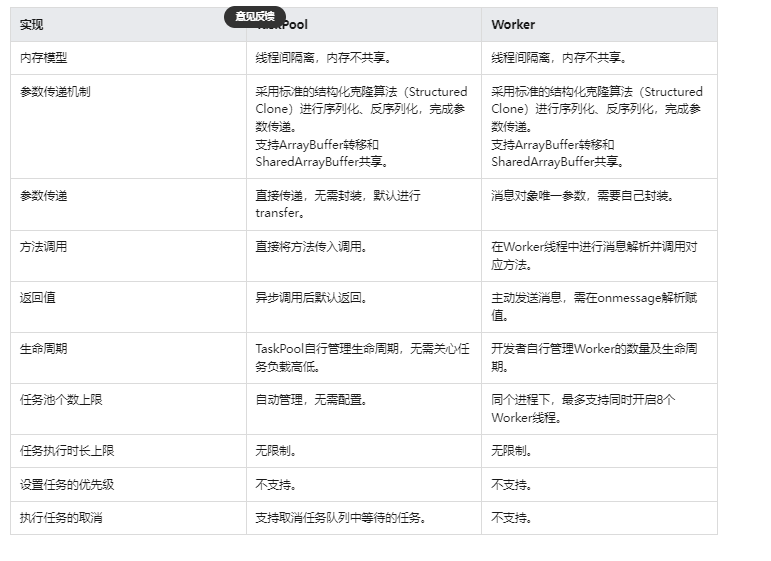 实现
意见反馈
Pool
Worker
内存模型
线程间隔离，内存不共享。
线程间隔离，内存不共享。
参数传递机制
采用标准的结构化克隆算法（Structured
Clone）进行序列化、反序列化，完成参
数传递。
支持ArrayBuffer转移和
SharedArrayBuffer共享。
采用标准的结构化克隆算法（Structured
Clone）进行序列化、反序列化，完成参
数传递。
支持ArrayBuffer转移和
SharedArrayBuffer共享。
参数传递
直接传递，无需封装，默认进行
transfer。
消息对象唯一参数，需要自己封装。
方法调用
直接将方法传入调用。
在Worker线程中进行消息解析并调用对
应方法。
返回值
异步调用后默认返回。
主动发送消息，需在onmessage解析赋
值。
生命周期
TaskPool自行管理生命周期，无需关心任
务负载高低。
开发者自行管理Worker的数量及生命周
期。
任务池个数上限
自动管理，无需配置。
同个进程下，最多支持同时开启8个
Worker线程。
任务执行时长上限
无限制。
无限制。
设置任务的优先级
不支持。
不支持。
执行任务的取消
支持取消任务队列中等待的任务。
不支持。